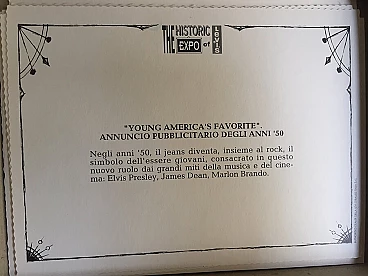 THE HISTORIC EXPO of LEVI'S
"YOUNG AMERICA'S FAVORITE".
ANNUNCIO PUBBLICITARIO DEGLI ANNI '50
Negli anni '50, il jeans diventa, insieme al rock, il
simbolo dell'essere giovani, consacrato in questo
nuovo ruolo dai grandi miti della musica e del cine-
ma: Elvis Presley, James Dean, Marlon Brando.